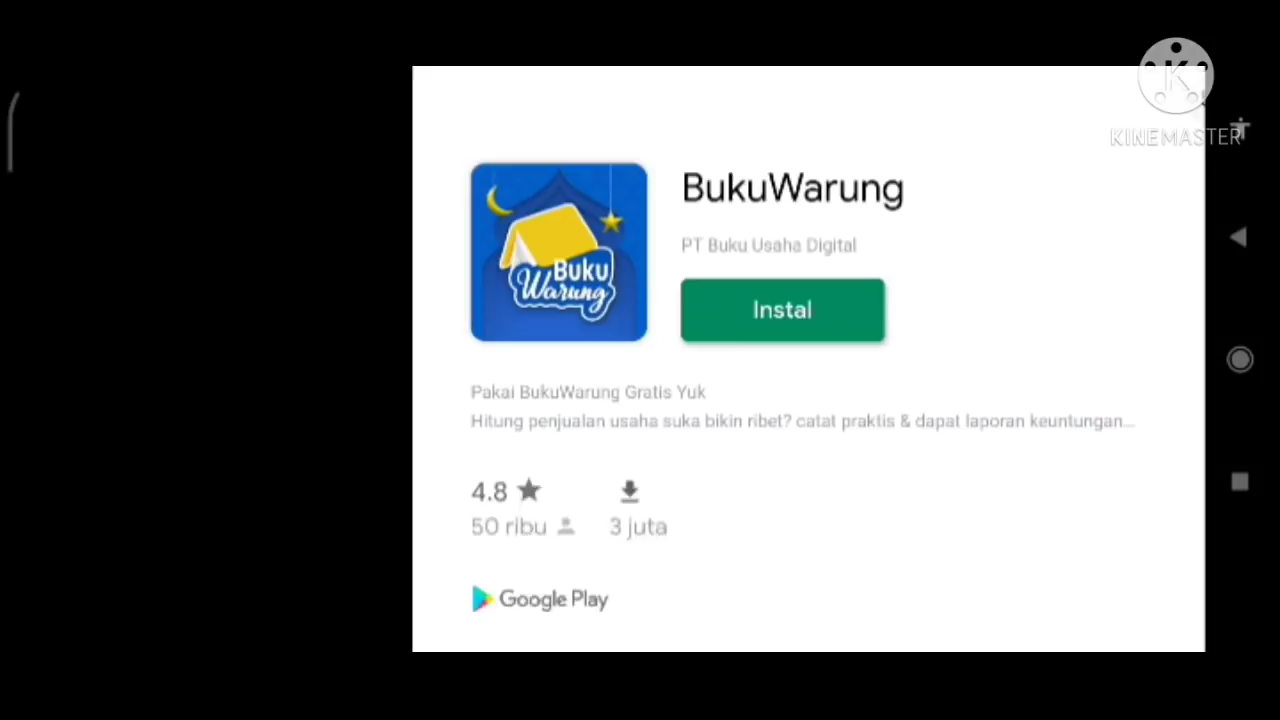 KINEMASTER
BukuWarung
PT Buku Usaha Digital
Buku
Warung
Instal
Pakai BukuWarung Gratis Yuk
Hitung penjualan usaha suka bikin ribet? catat praktis & dapat laporan keuntungan...
4.8
50 ribu
3 juta
Google Play